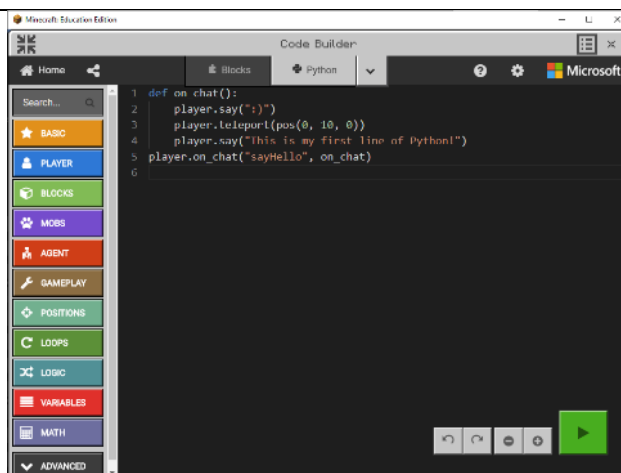 Minecraft: Education Edition
Code Builder
Home
Blocks
Python
Microsoft
Search...
BASIC
PLAYER
BLOCKS
MOBS
AGENT
GAMEPLAY
POSITIONS
LOOPS
LOGIC
VARIABLES
MATH
ADVANCED
1 def on_chat():
2 player.say(":)")
3 player.teleport(pos(0, 10, 0))
4 player.say("This is my first line of Python!")
5 player.on_chat("sayHello", on_chat)
6